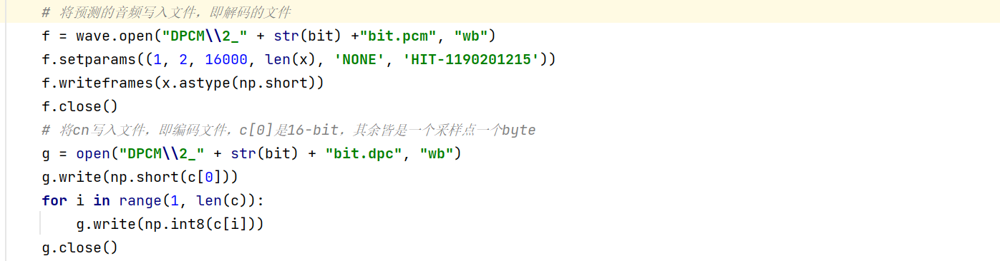 # 将预测的音频写入文件，即解码的文件
f = wave.open("DPCM\\2_" + str(bit) +"bit.pcm", "wb")
f.setparams((1, 2, 16000, len(x), 'NONE', 'HIT-1190201215'))
f.writeframes(x.astype(np.short))
f.close()
# 将cn写入文件，即编码文件，c[0]是16-bit，其余皆是一个采样点一个byte
g = open("DPCM\\2_" + str(bit) + "bit.dpc", "wb")
g.write(np.short(c[0]))
for i in range(1, len(c)):
    g.write(np.int8(c[i]))
g.close()